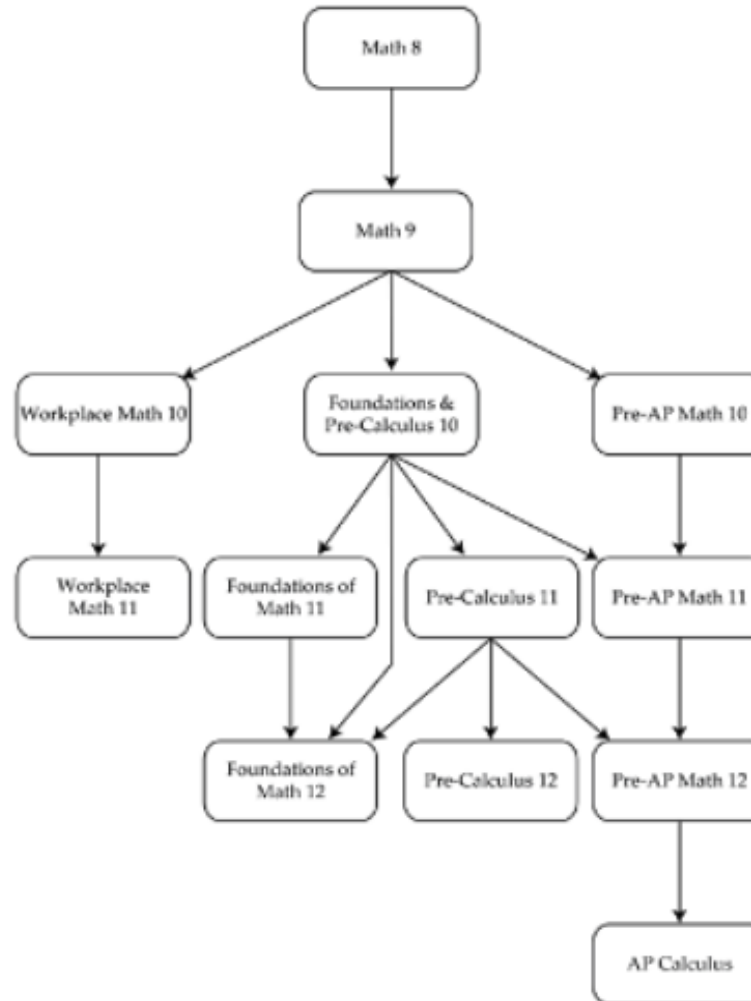 Math 8
Math 9
Workplace Math 10
Foundations &
Pre-Calculus 10
Pre-AP Math 10
Workplace
Math 11
Foundations of
Math 11
Pre-Calculus 11
Pre-AP Math 11
Foundations of
Math 12
Pre-Calculus 12
Pre-AP Math 12
AP Calculus